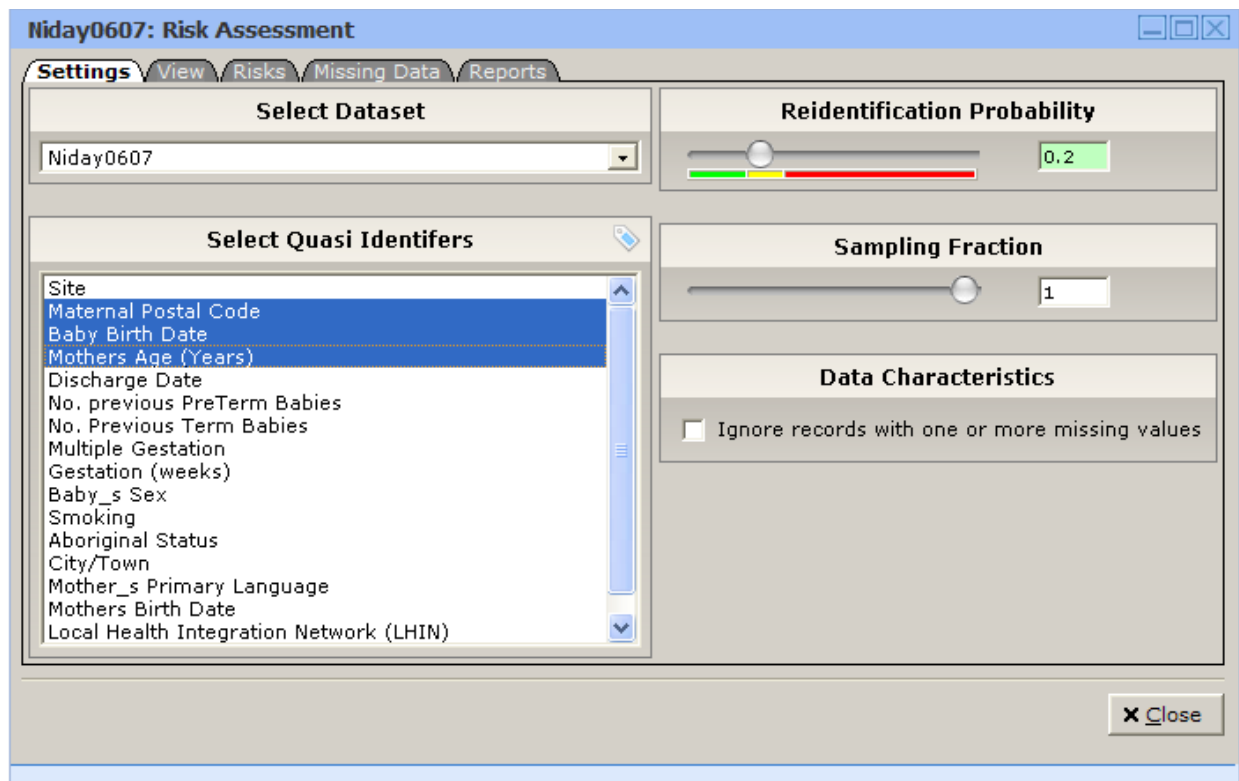 Niday0607: Risk Assessment
Settings View Risks Missing Data Reports
Select Dataset
Niday0607
Select Quasi Identifers
Site
Maternal Postal Code
Baby Birth Date
Mothers Age (Years)
Discharge Date
No. previous PreTerm Babies
No. Previous Term Babies
Multiple Gestation
Gestation (weeks)
Baby_s Sex
Smoking
Aboriginal Status
City/Town
Mother_s Primary Language
Mothers Birth Date
Local Health Integration Network (LHIN)
Reidentification Probability
0.2
Sampling Fraction
1
Data Characteristics
Ignore records with one or more missing values
Close